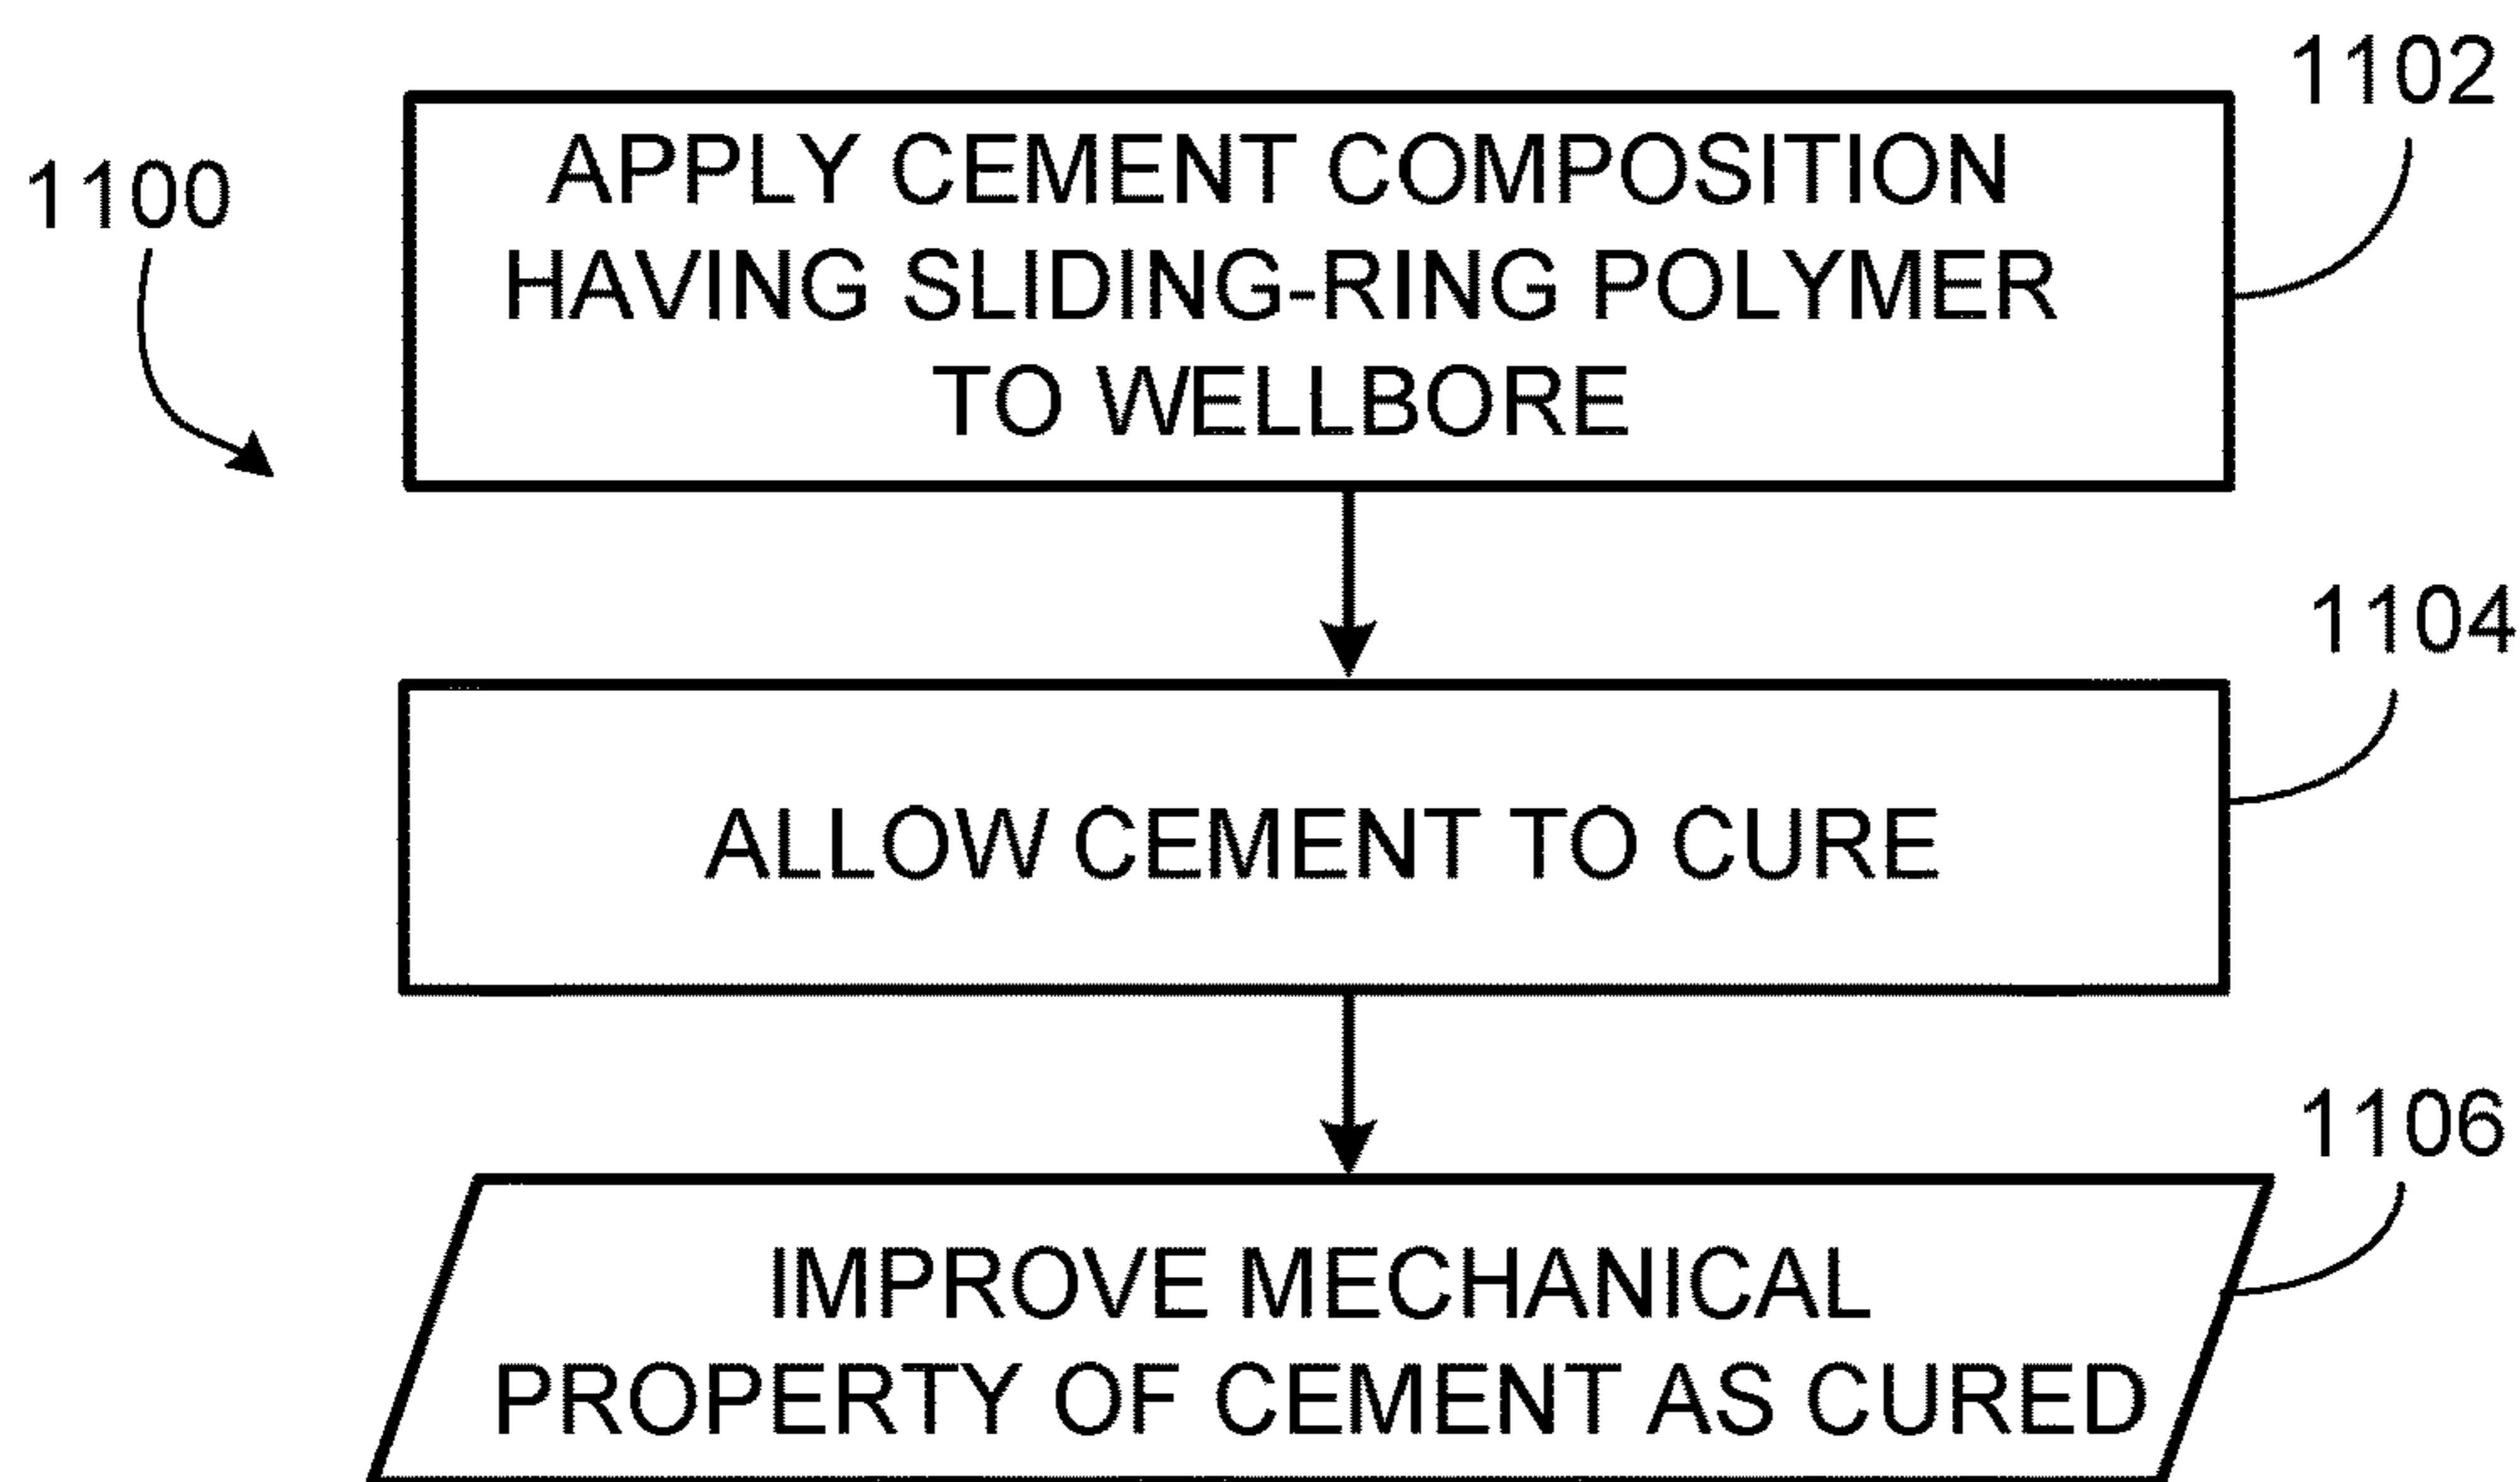 1102
1100
APPLY CEMENT COMPOSITION
HAVING SLIDING-RING POLYMER
TO WELLBORE
1104
ALLOW CEMENT TO CURE
1106
IMPROVE MECHANICAL
PROPERTY OF CEMENT AS CURED